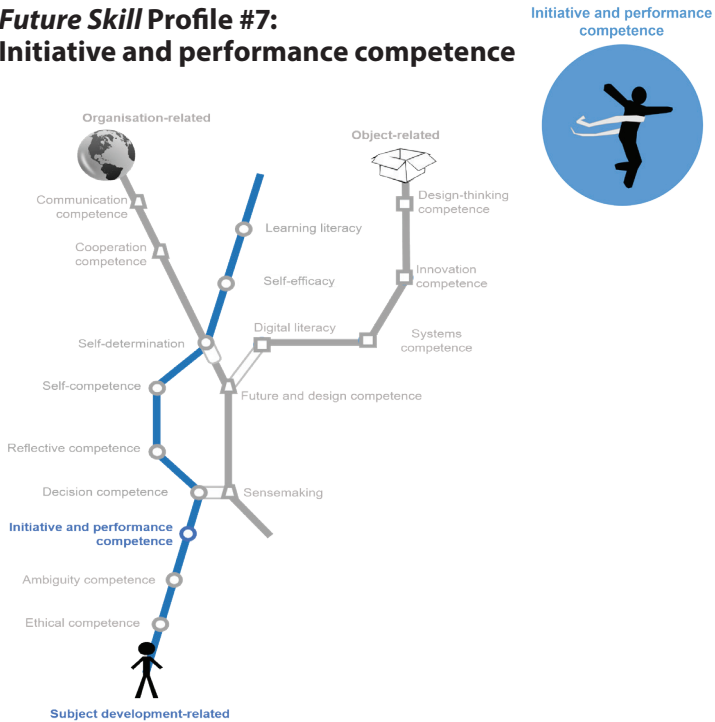 Future Skill Profile #7:
Initiative and performance competence
Initiative and performance
competence
Organisation-related
Object-related
Communication
competence
Design-thinking
competence
Learning literacy
Cooperation
competence
Self-efficacy
Innovation
competence
Digital literacy
Self-determination
Systems
competence
Self-competence
Future and design competence
Reflective competence
Decision competence
Sensemaking
Initiative and performance
competence
Ambiguity competence
Ethical competence
Subject development-related